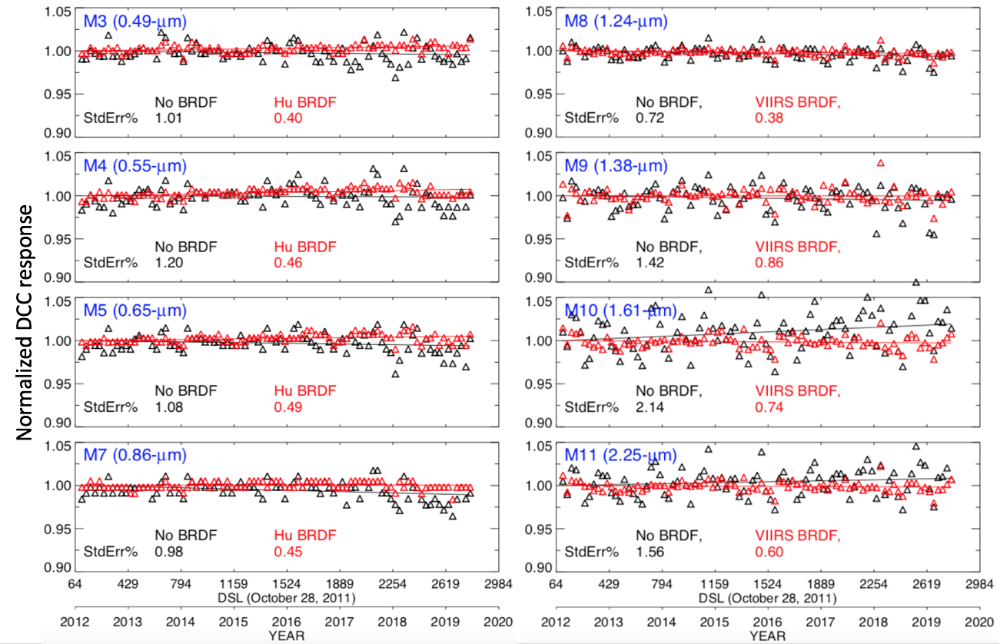 Normalized DCC response
M3 (0.49-μm)
1.05
1.00
0.95
0.90
No BRDF Hu BRDF
StdErr% 1.01 0.40
M4 (0.55-μm)
1.05
1.00
0.95
0.90
No BRDF Hu BRDF
StdErr% 1.20 0.46
M5 (0.65-μm)
1.05
1.00
0.95
0.90
No BRDF Hu BRDF
StdErr% 1.08 0.49
M7 (0.86-μm)
1.05
1.00
0.95
0.90
No BRDF Hu BRDF
StdErr% 0.98 0.45
64 429 794 1159 1524 1889 2254 2619 2984
DSL (October 28, 2011)
2012 2013 2014 2015 2016 2017 2018 2019 2020
YEAR
M8 (1.24-μm)
1.05
1.00
0.95
0.90
No BRDF, VIIRS BRDF,
StdErr% 0.72 0.38
M9 (1.38-μm)
1.05
1.00
0.95
0.90
No BRDF, VIIRS BRDF,
StdErr% 1.42 0.86
M10 (1.61-μm)
1.05
1.00
0.95
0.90
No BRDF, VIIRS BRDF,
StdErr% 2.14 0.74
M11 (2.25-μm)
1.05
1.00
0.95
0.90
No BRDF, VIIRS BRDF,
StdErr% 1.56 0.60
64 429 794 1159 1524 1889 2254 2619 2984
DSL (October 28, 2011)
2012 2013 2014 2015 2016 2017 2018 2019 2020
YEAR